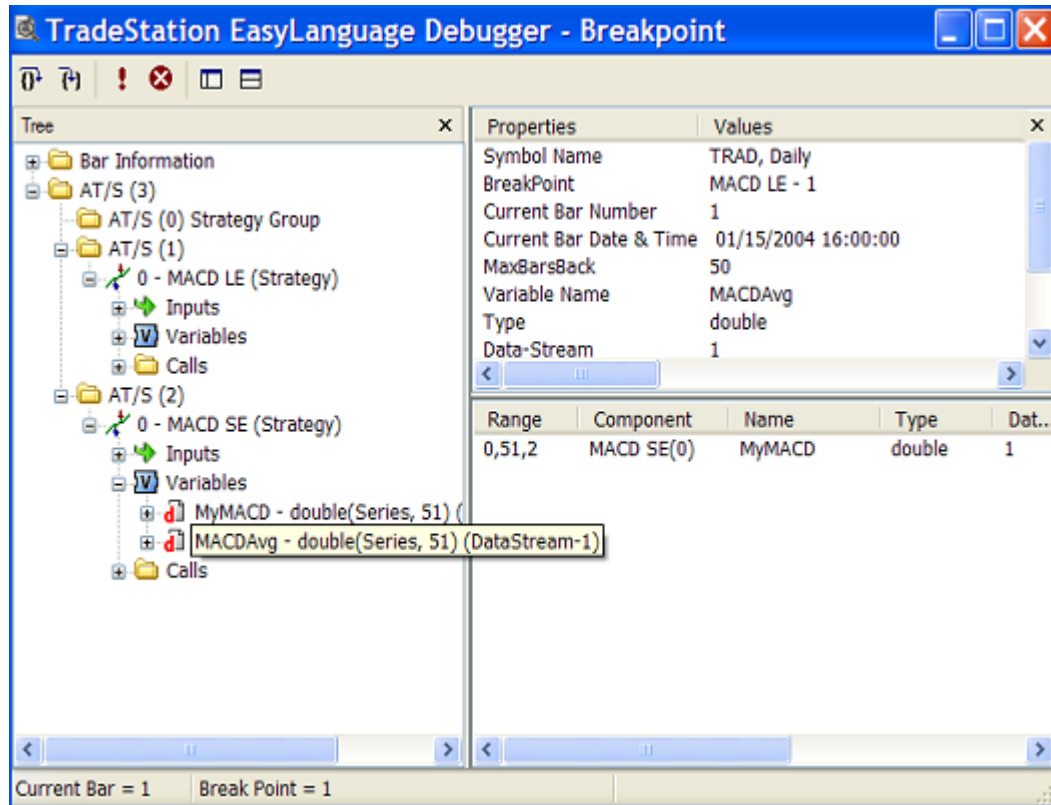 TradeStation EasyLanguage Debugger - Breakpoint
Tree
Bar Information
AT/S (3)
AT/S (0) Strategy Group
AT/S (1)
0 - MACD LE (Strategy)
Inputs
Variables
Calls
AT/S (2)
0 - MACD SE (Strategy)
Inputs
Variables
MyMACD - double(Series, 51) (
MACDAvg - double(Series, 51) (DataStream-1)
Calls
Properties Values
Symbol Name TRAD, Daily
BreakPoint MACD LE - 1
Current Bar Number 1
Current Bar Date & Time 01/15/2004 16:00:00
MaxBarsBack 50
Variable Name MACDAvg
Type double
Data-Stream 1
Range Component Name Type Dat...
0,51,2 MACD SE(0) MyMACD double 1
Current Bar = 1 Break Point = 1